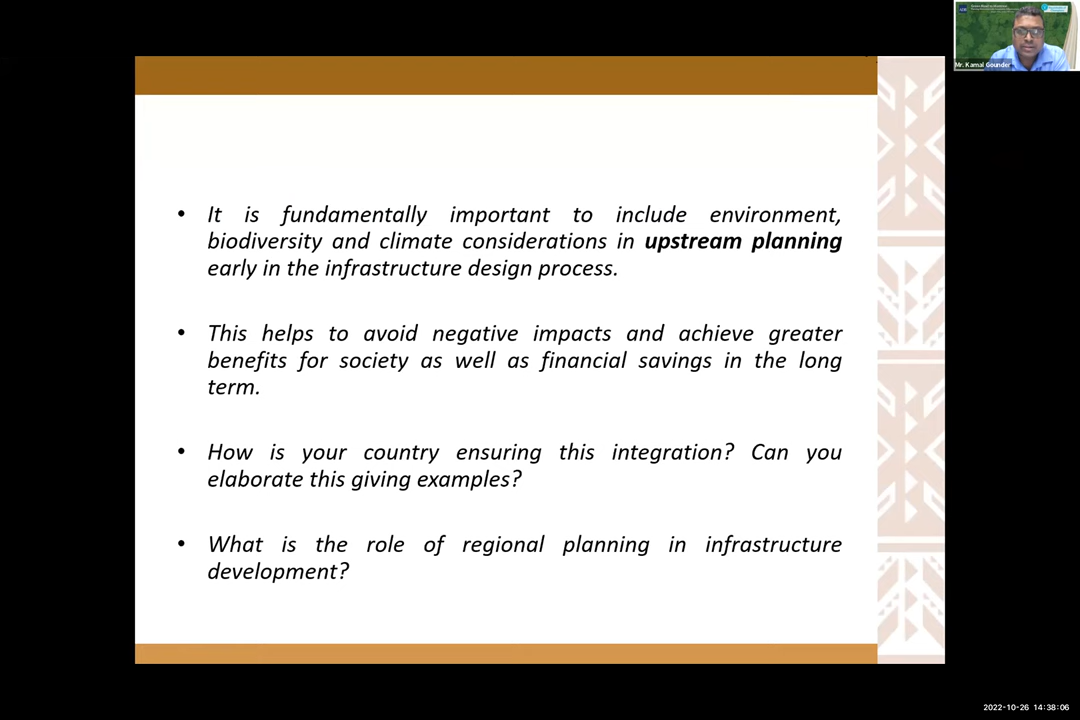 Mr. Kamal Gounder
• It is fundamentally important to include environment,
biodiversity and climate considerations in upstream planning
early in the infrastructure design process.
• This helps to avoid negative impacts and achieve greater
benefits for society as well as financial savings in the long
term.
• How is your country ensuring this integration? Can you
elaborate this giving examples?
• What is the role of regional planning in infrastructure
development?
2022-10-26 14:38:06